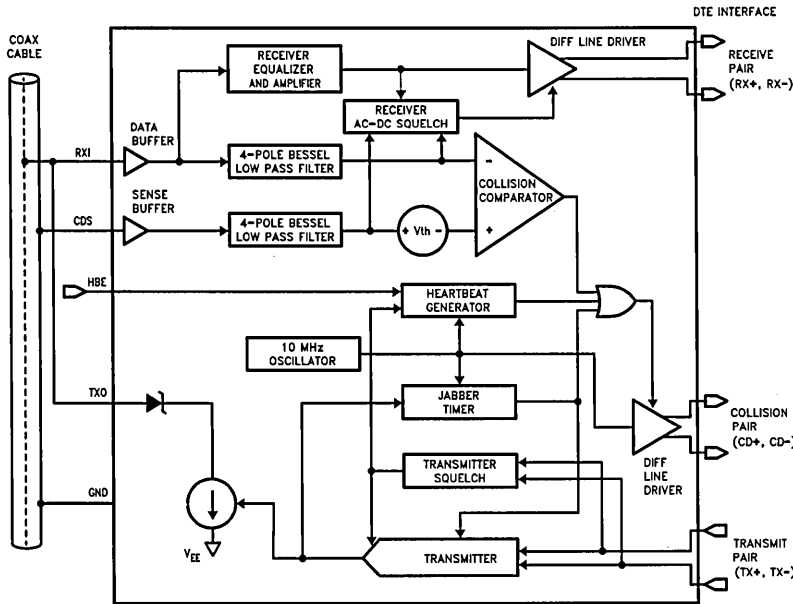 DTE INTERFACE
COAX
CABLE
RECEIVER
EQUALIZER
AND AMPLIFIER
DIFF LINE DRIVER
RECEIVE
PAIR
(RX+, RX-)
RECEIVER
AC-DC SQUELCH
DATA
BUFFER
RXI
4-POLE BESSEL
LOW PASS FILTER
-
COLLISION
COMPARATOR
SENSE
BUFFER
CDS
4-POLE BESSEL
LOW PASS FILTER
+ Vth -
+
HBE
HEARTBEAT
GENERATOR
10 MHz
OSCILLATOR
TXO
JABBER
TIMER
COLLISION
PAIR
(CD+, CD-)
TRANSMITTER
SQUELCH
DIFF
LINE
DRIVER
GND
VEE
TRANSMITTER
TRANSMIT
PAIR
(TX+, TX-)